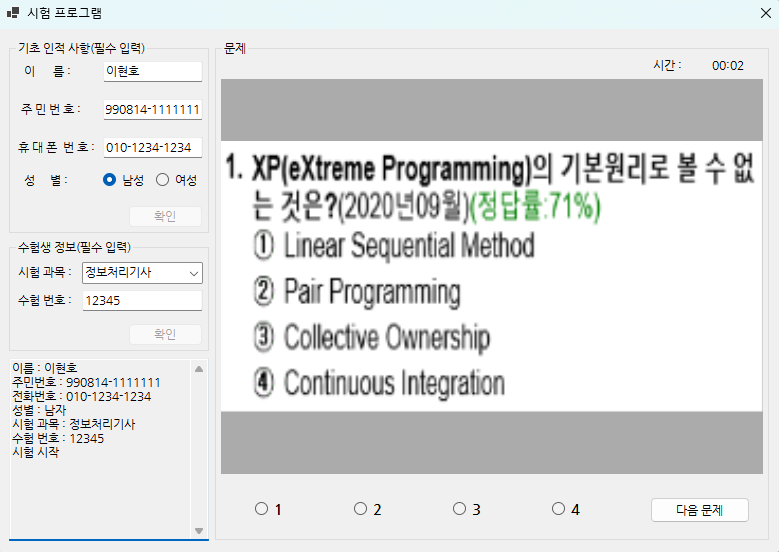 시험 프로그램
기초 인적 사항(필수 입력)
이 름 : 이현호
주 민 번 호 : 990814-1111111
휴 대 폰 번 호 : 010-1234-1234
성 별 : 남성 여성
확인
수험생 정보(필수 입력)
시험 과목 : 정보처리기사
수험 번호 : 12345
확인
이름 : 이현호
주민번호 : 990814-1111111
전화번호 : 010-1234-1234
성별 : 남자
시험 과목 : 정보처리기사
수험 번호 : 12345
시험 시작
문제
시간 : 00:02
1. XP(eXtreme Programming)의 기본원리로 볼 수 없
는 것은?(2020년09월)(정답률:71%)
① Linear Sequential Method
② Pair Programming
③ Collective Ownership
④ Continuous Integration
1 2 3 4 다음 문제